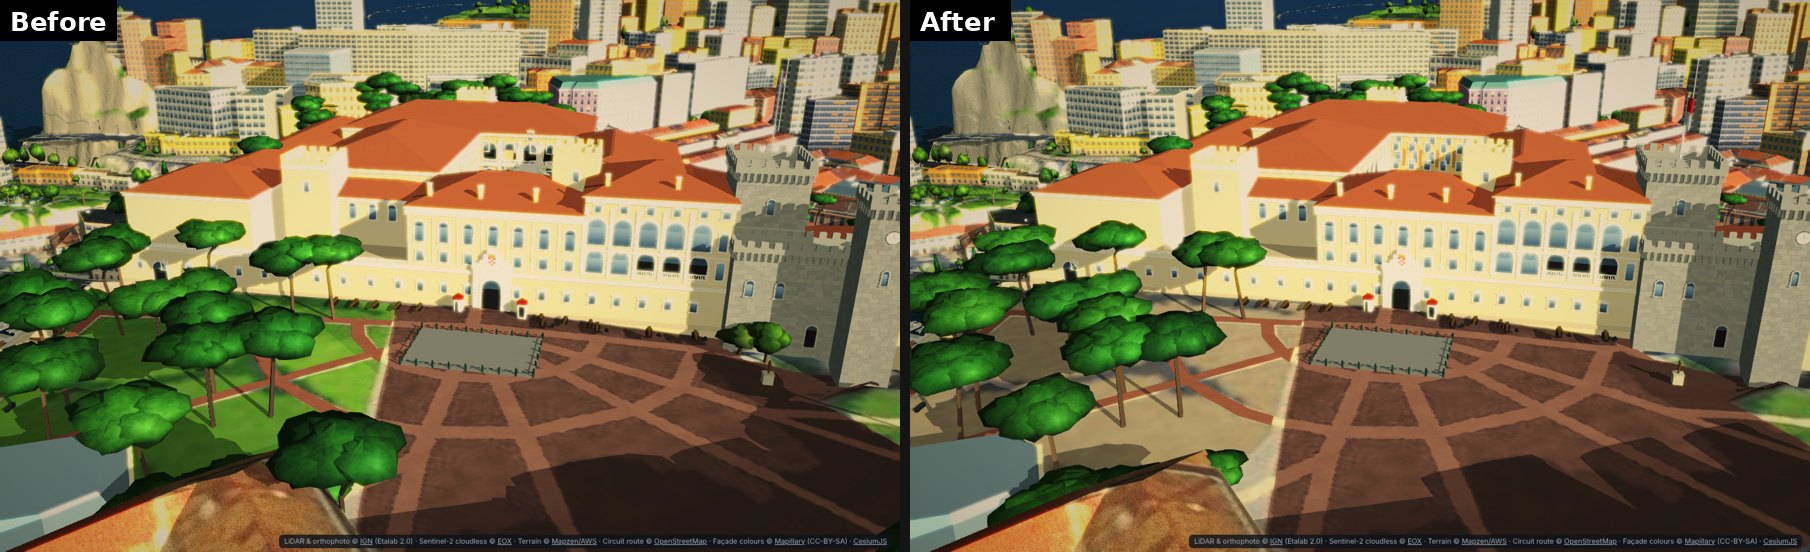 Before
After
LiDAR & orthophoto © IGN (Etalab 2.0) · Sentinel-2 cloudless © EOX · Terrain © Mapzen/AWS · Circuit route © OpenStreetMap · Façade colours © Mapillary (CC-BY-SA) · CesiumJS
LiDAR & orthophoto © IGN (Etalab 2.0) · Sentinel-2 cloudless © EOX · Terrain © Mapzen/AWS · Circuit route © OpenStreetMap · Façade colours © Mapillary (CC-BY-SA) · CesiumJS